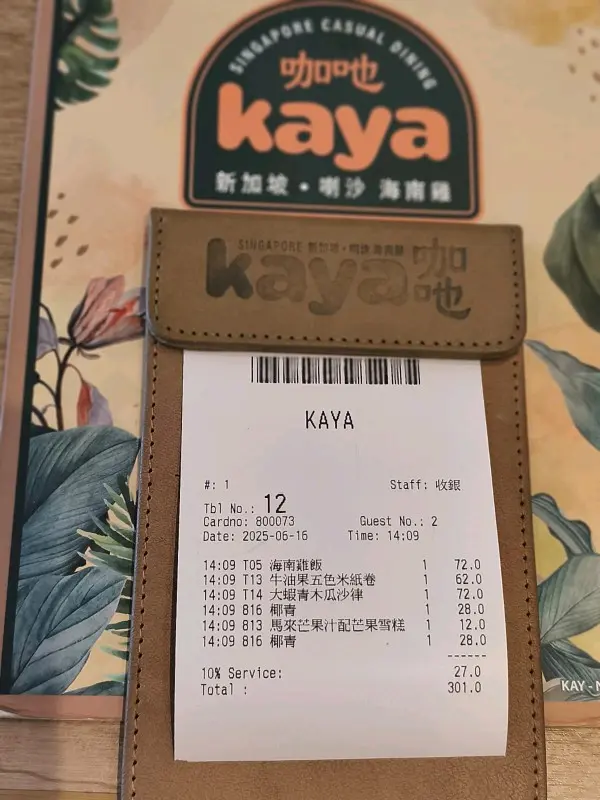 SINGAPORE CASUAL DINING
咖吔
kaya
新加坡・喇沙 海南雞
SINGAPORE 新加坡・喇沙 海南雞
kaya咖吔
KAYA
#: 1 Staff: 收銀
Tbl No.: 12
Cardno: 800073 Guest No.: 2
Date: 2025-06-16 Time: 14:09
14:09 T05 海南雞飯 1 72.0
14:09 T13 牛油果五色米紙卷 1 62.0
14:09 T14 大蝦青木瓜沙律 1 72.0
14:09 816 椰青 1 28.0
14:09 813 馬來芒果汁配芒果雪糕 1 12.0
14:09 816 椰青 1 28.0
------
10% Service: 27.0
Total : 301.0
KAY -